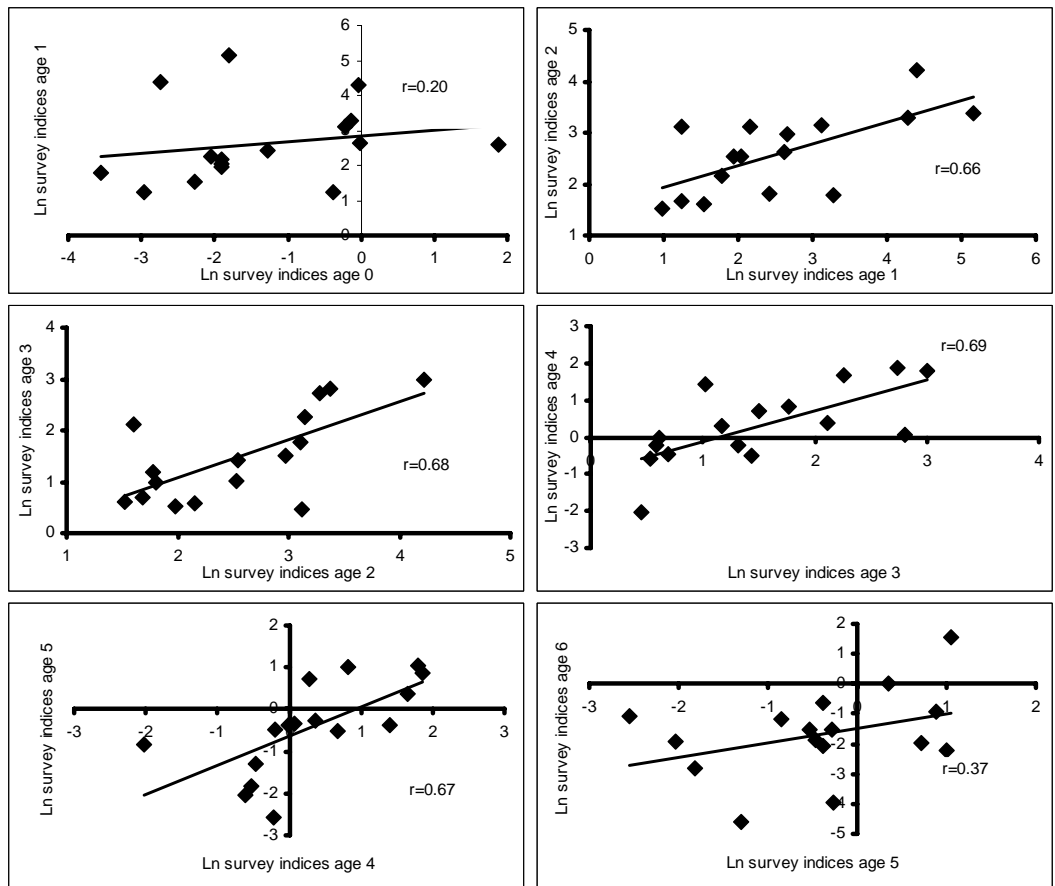 Ln survey indices age 1
6
5
4
3
2
1
0
r=0.20
-4 -3 -2 -1 0 1 2
Ln survey indices age 0
Ln survey indices age 2
5
4
3
2
1
r=0.66
0 1 2 3 4 5 6
Ln survey indices age 1
Ln survey indices age 3
4
3
2
1
0
r=0.68
1 2 3 4 5
Ln survey indices age 2
Ln survey indices age 4
3
2
1
0
-1
-2
-3
r=0.69
0 1 2 3 4
Ln survey indices age 3
Ln survey indices age 5
2
1
0
-1
-2
-3
-3 -2 -1 0 1 2 3
r=0.67
Ln survey indices age 4
Ln survey indices age 6
2
1
0
-1
-2
-3
-4
-5
-3 -2 -1 0 1 2
r=0.37
Ln survey indices age 5